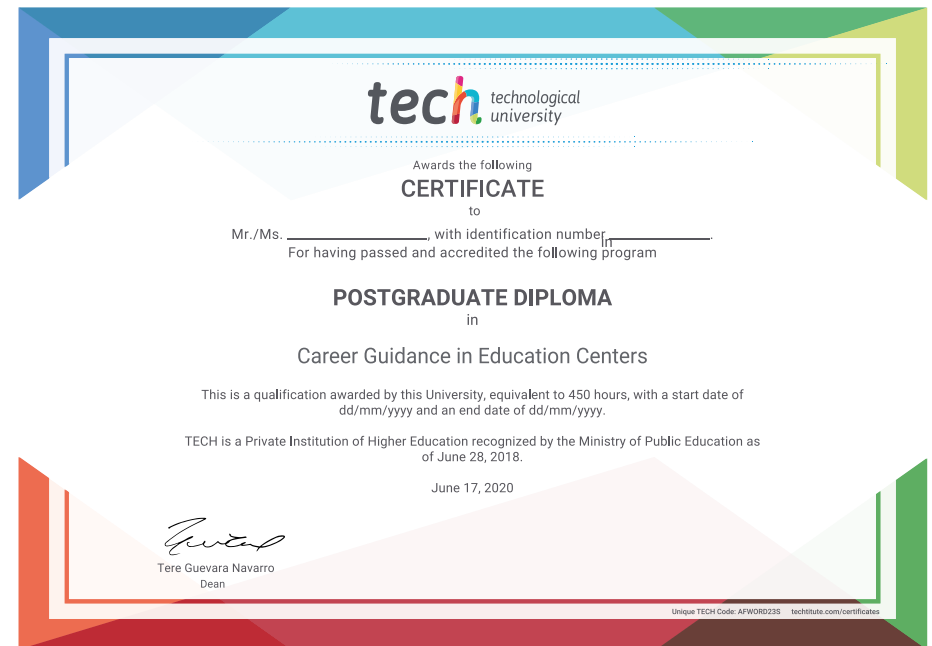 tech technological
university
Awards the following
CERTIFICATE
to
Mr./Ms. ____________________, with identification number ______________.
in
For having passed and accredited the following program
POSTGRADUATE DIPLOMA
in
Career Guidance in Education Centers
This is a qualification awarded by this University, equivalent to 450 hours, with a start date of
dd/mm/yyyy and an end date of dd/mm/yyyy.
TECH is a Private Institution of Higher Education recognized by the Ministry of Public Education as
of June 28, 2018.
June 17, 2020
Tere Guevara Navarro
Dean
Unique TECH Code: AFWORD23S techtitute.com/certificates